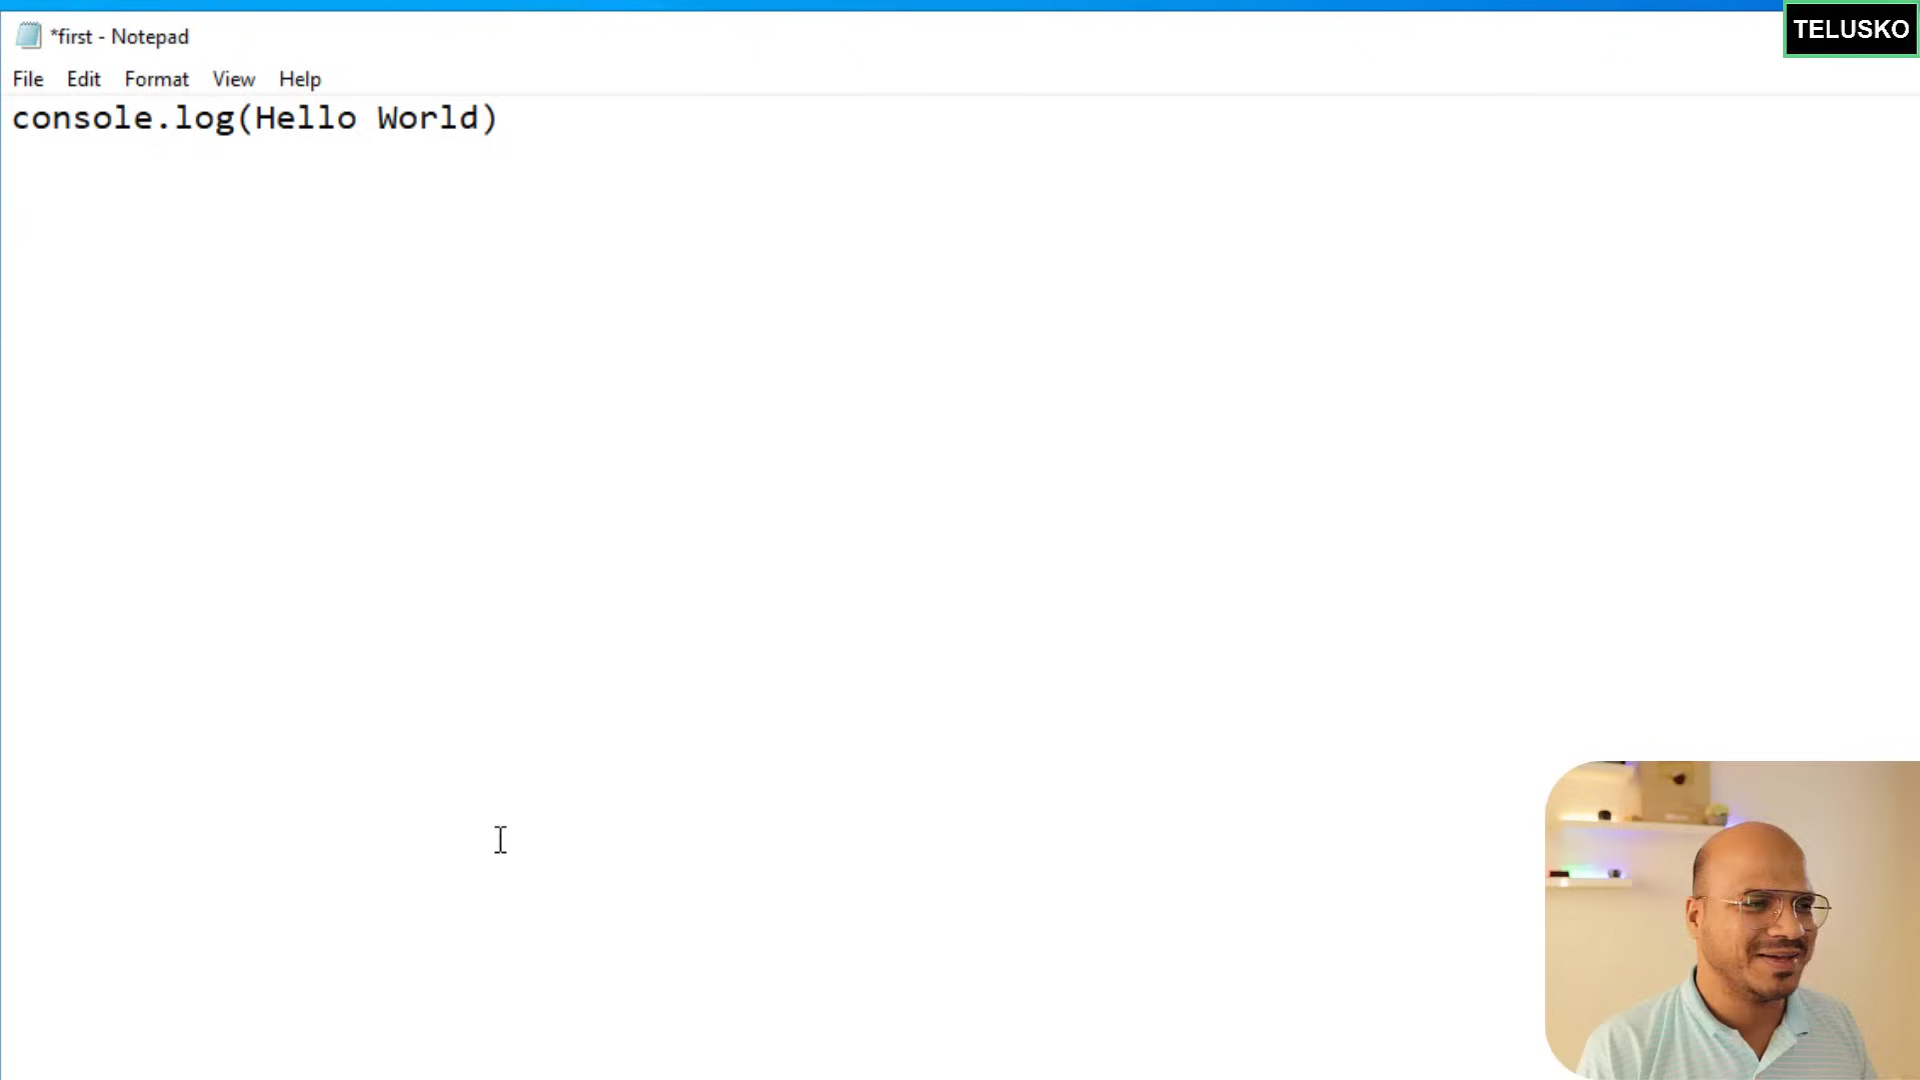 *first - Notepad
TELUSKO
File Edit Format View Help
console.log(Hello World)